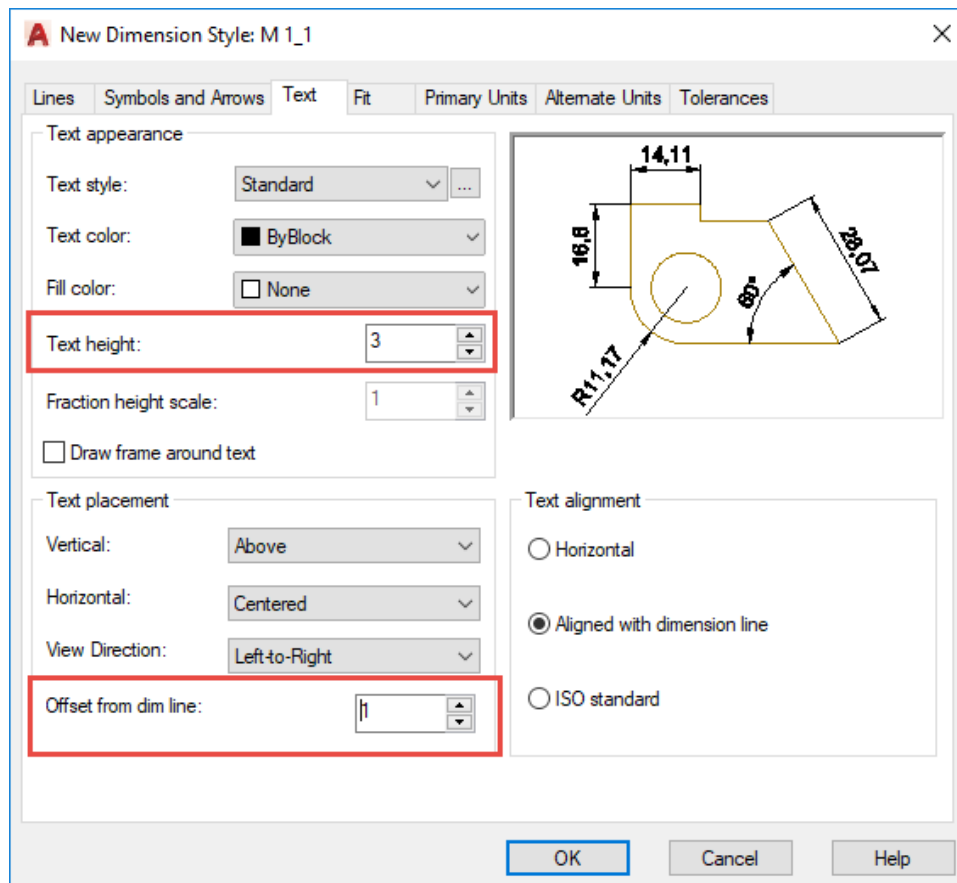 New Dimension Style: M 1_1
Lines Symbols and Arrows Text Fit Primary Units Alternate Units Tolerances
Text appearance
Text style: Standard ...
Text color: ByBlock
Fill color: None
Text height: 3
Fraction height scale: 1
Draw frame around text
14,11
16,6
28,07
60°
R11,17
Text placement
Vertical: Above
Horizontal: Centered
View Direction: Left-to-Right
Offset from dim line: 1
Text alignment
Horizontal
Aligned with dimension line
ISO standard
OK Cancel Help